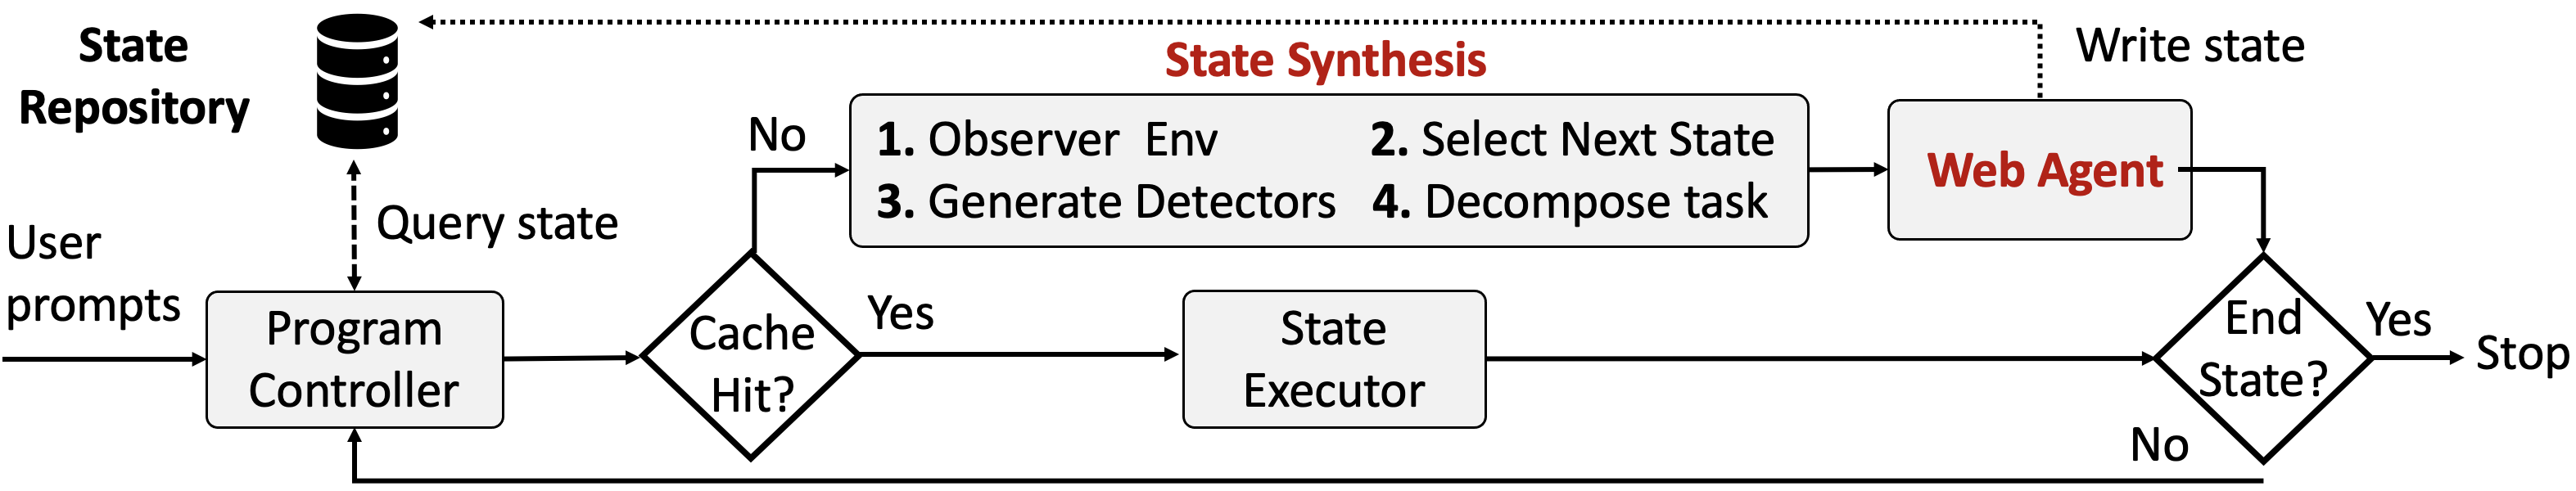 State
Repository
State Synthesis
Write state
No
1. Observer Env
2. Select Next State
3. Generate Detectors
4. Decompose task
Web Agent
Query state
User
prompts
Program
Controller
Cache
Hit?
Yes
State
Executor
End
State?
Yes
Stop
No